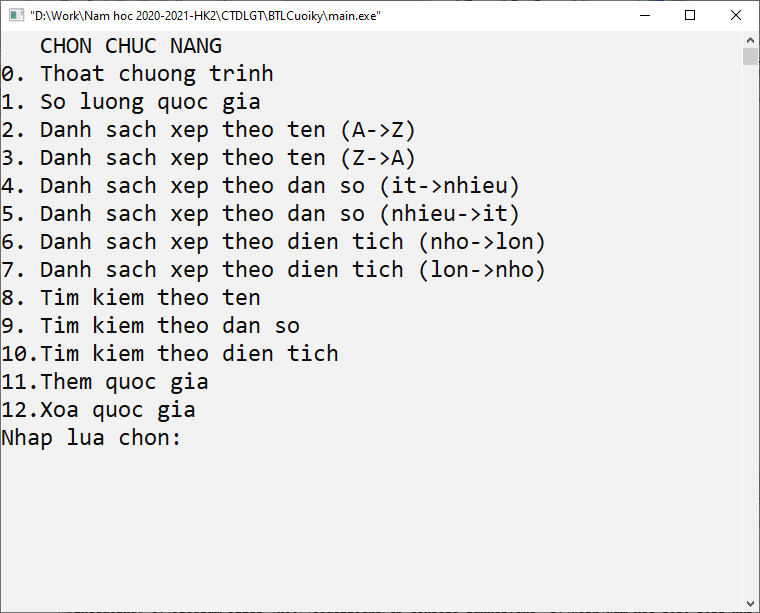 "D:\Work\Nam hoc 2020-2021-HK2\CTDLGT\BTLCuoiky\main.exe"
CHON CHUC NANG
0. Thoat chuong trinh
1. So luong quoc gia
2. Danh sach xep theo ten (A->Z)
3. Danh sach xep theo ten (Z->A)
4. Danh sach xep theo dan so (it->nhieu)
5. Danh sach xep theo dan so (nhieu->it)
6. Danh sach xep theo dien tich (nho->lon)
7. Danh sach xep theo dien tich (lon->nho)
8. Tim kiem theo ten
9. Tim kiem theo dan so
10.Tim kiem theo dien tich
11.Them quoc gia
12.Xoa quoc gia
Nhap lua chon: